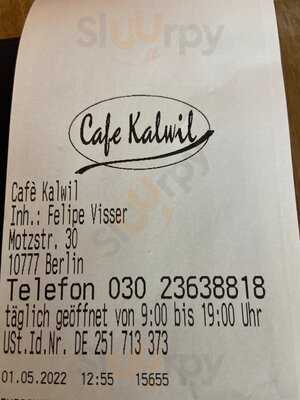 Cafe Kalwil
Cafè Kalwil
Inh.: Felipe Visser
Motzstr. 30
10777 Berlin
Telefon 030 23638818
täglich geöffnet von 9:00 bis 19:00 Uhr
USt.Id.Nr. DE 251 713 373
01.05.2022 12:55 15655